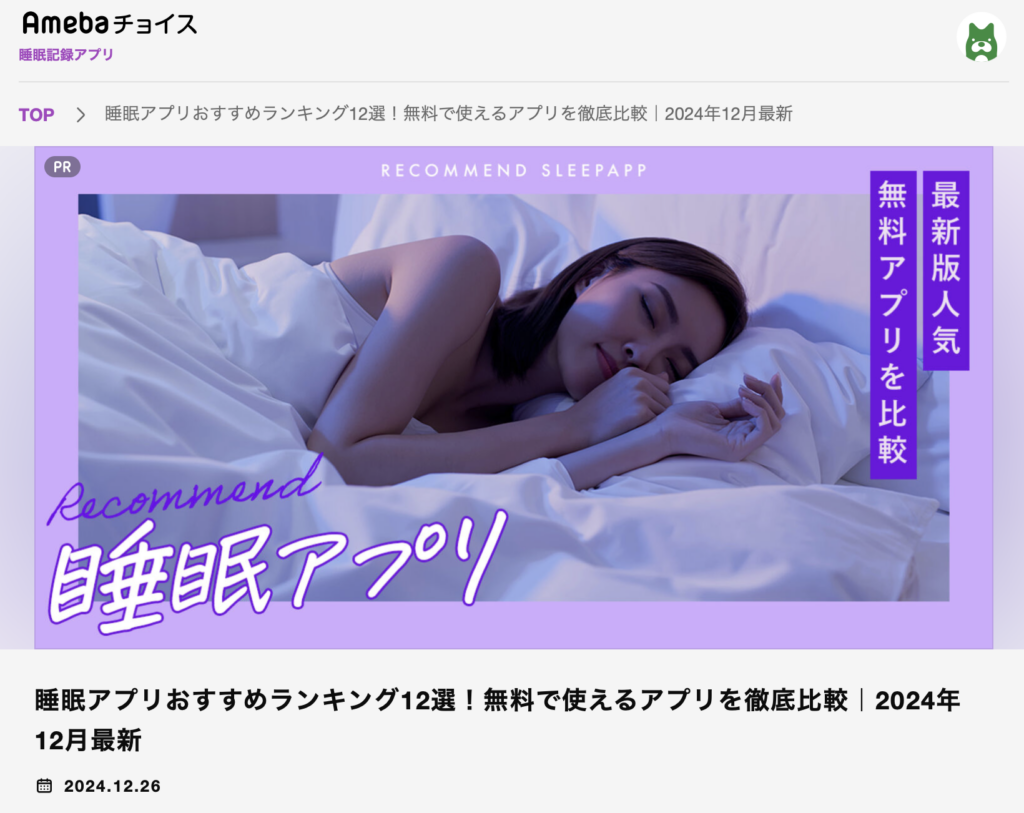 Amebaチョイス
睡眠記録アプリ
TOP > 睡眠アプリおすすめランキング12選！無料で使えるアプリを徹底比較｜2024年12月最新
PR
RECOMMEND SLEEPAPP
最新版人気
無料アプリを比較
Recommend
睡眠アプリ
睡眠アプリおすすめランキング12選！無料で使えるアプリを徹底比較｜2024年
12月最新
2024.12.26